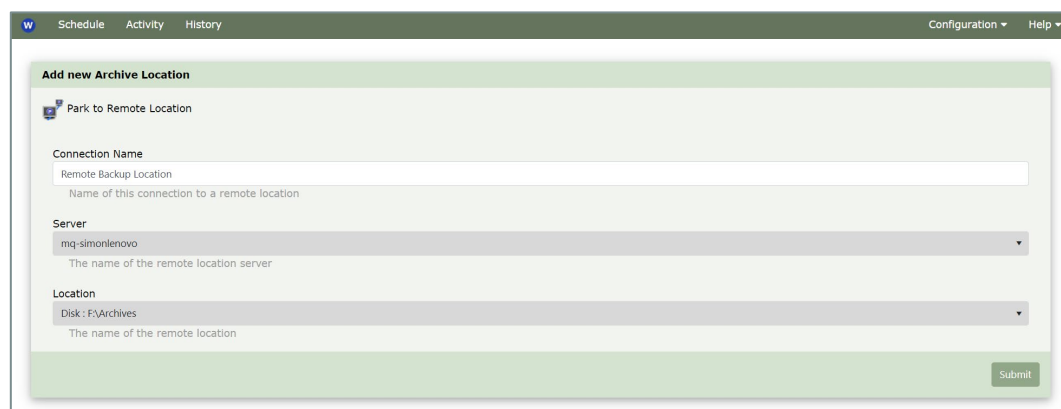 W Schedule Activity History Configuration Help
Add new Archive Location
Park to Remote Location
Connection Name
Remote Backup Location
Name of this connection to a remote location
Server
mq-simonlenovo
The name of the remote location server
Location
Disk : F:\Archives
The name of the remote location
Submit